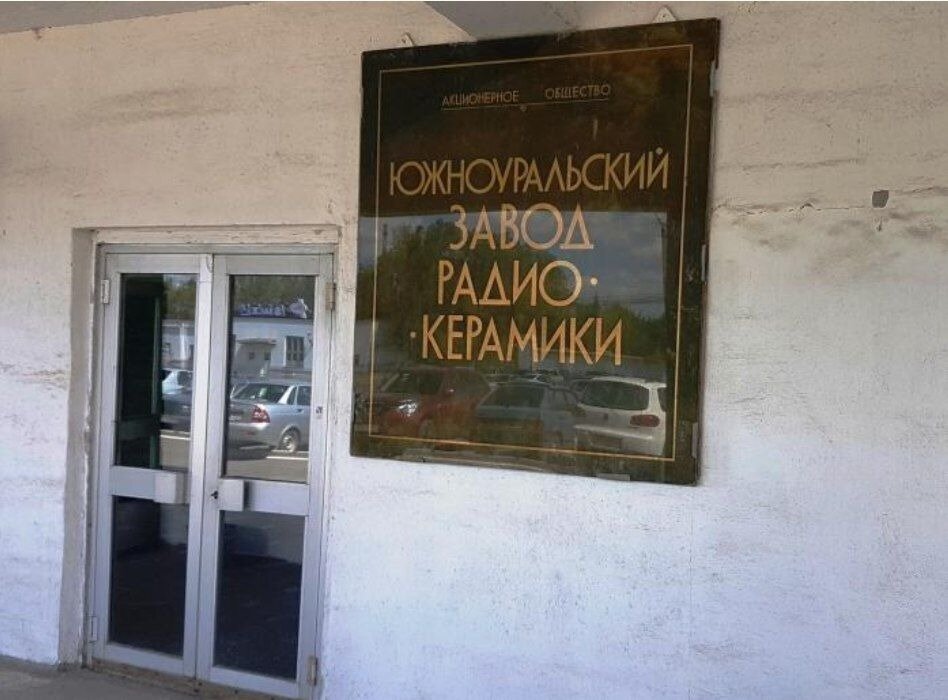 АКЦИОНЕРНОЕ ОБЩЕСТВО
ЮЖНОУРАЛЬСКИЙ
ЗАВОД
РАДИО·
·КЕРАМИКИ